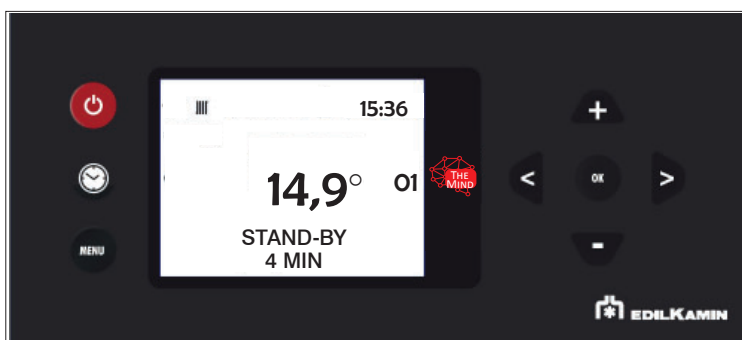 15:36
14,9° 01
THE MIND
< OK >
+
-
STAND-BY
4 MIN
MENU
EDILKAMIN